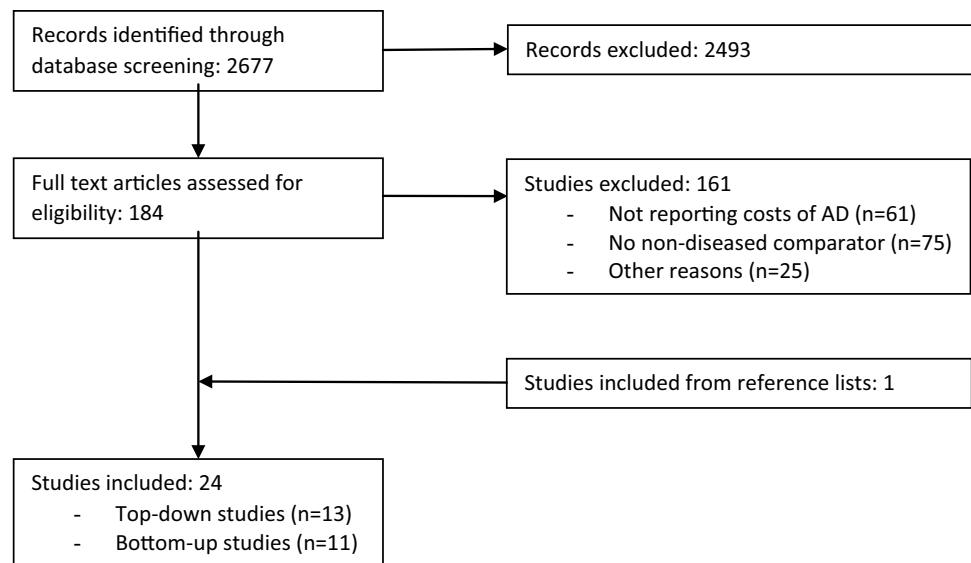 Records identified through
database screening: 2677
Records excluded: 2493
Full text articles assessed for
eligibility: 184
Studies excluded: 161
- Not reporting costs of AD (n=61)
- No non-diseased comparator (n=75)
- Other reasons (n=25)
Studies included from reference lists: 1
Studies included: 24
- Top-down studies (n=13)
- Bottom-up studies (n=11)